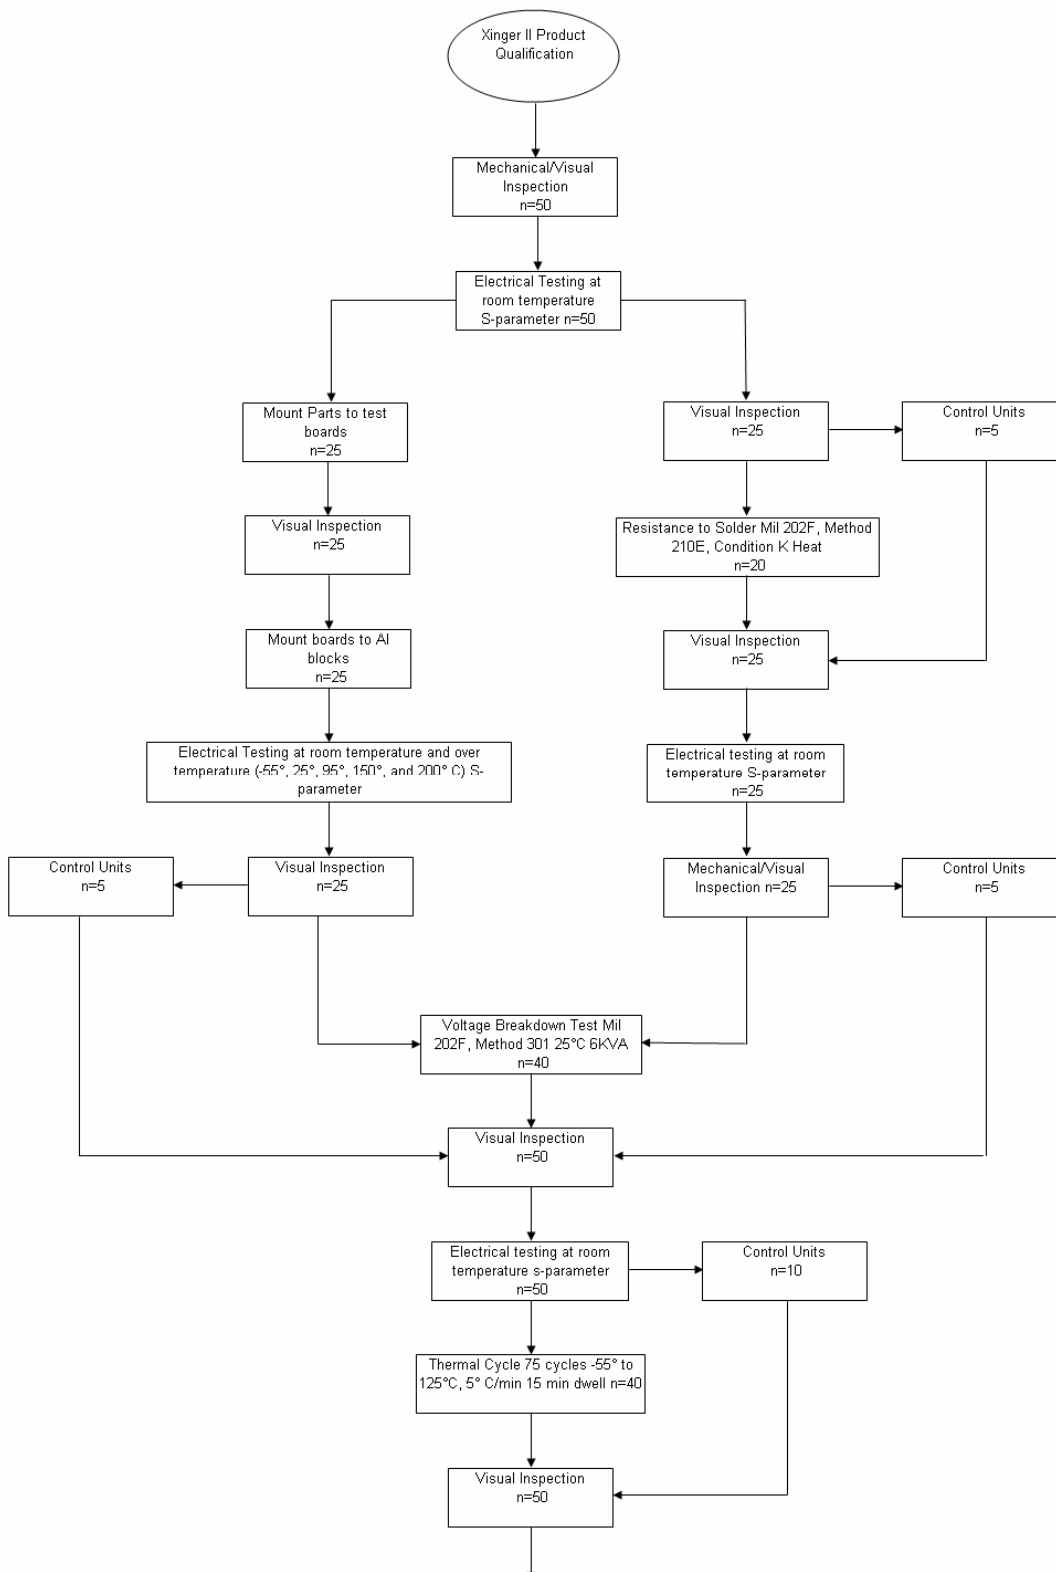 Xinger II Product
Qualification
Mechanical/Visual
Inspection
n=50
Electrical Testing at
room temperature
S-parameter n=50
Mount Parts to test
boards
n=25
Visual Inspection
n=25
Control Units
n=5
Visual Inspection
n=25
Resistance to Solder Mil 202F, Method
210E, Condition K Heat
n=20
Mount boards to Al
blocks
n=25
Visual Inspection
n=25
Electrical Testing at room temperature and over
temperature (-55°, 25°, 95°, 150°, and 200° C) S-
parameter
Electrical testing at room
temperature S-parameter
n=25
Control Units
n=5
Visual Inspection
n=25
Mechanical/Visual
Inspection n=25
Control Units
n=5
Voltage Breakdown Test Mil
202F, Method 301 25°C 6KVA
n=40
Visual Inspection
n=50
Electrical testing at room
temperature s-parameter
n=50
Control Units
n=10
Thermal Cycle 75 cycles -55° to
125°C, 5° C/min 15 min dwell n=40
Visual Inspection
n=50